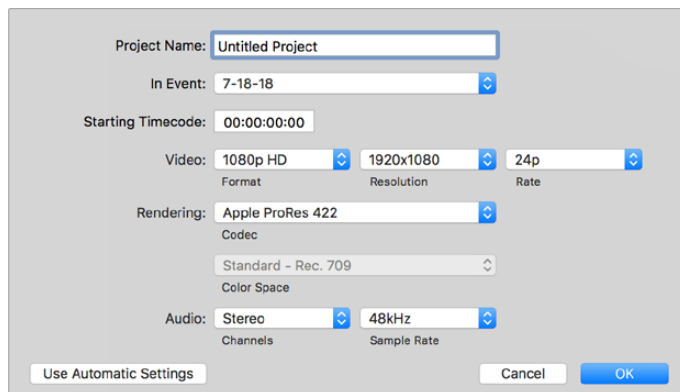 Project Name: Untitled Project
In Event: 7-18-18
Starting Timecode: 00:00:00:00
Video: 1080p HD 1920x1080 24p
Format Resolution Rate
Rendering: Apple ProRes 422
Codec
Standard - Rec. 709
Color Space
Audio: Stereo 48kHz
Channels Sample Rate
Use Automatic Settings Cancel OK